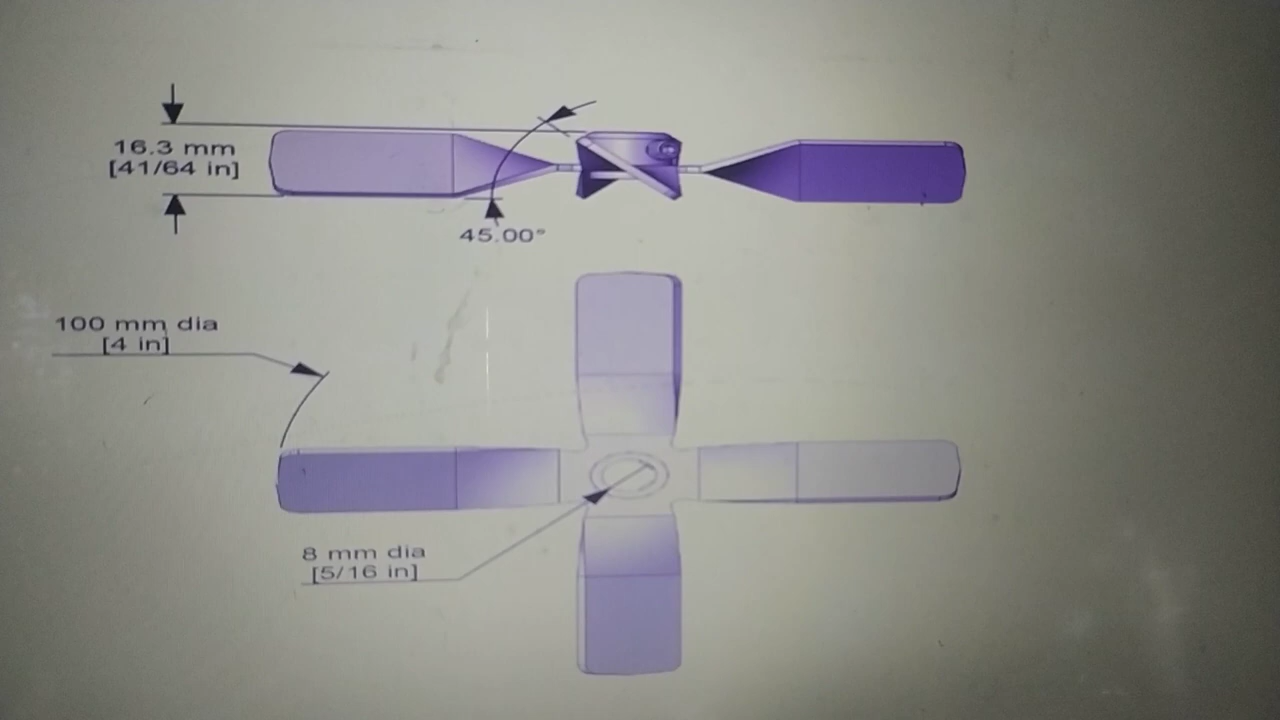 16.3 mm
[41/64 in]
45.00°
100 mm dia
[4 in]
8 mm dia
[5/16 in]